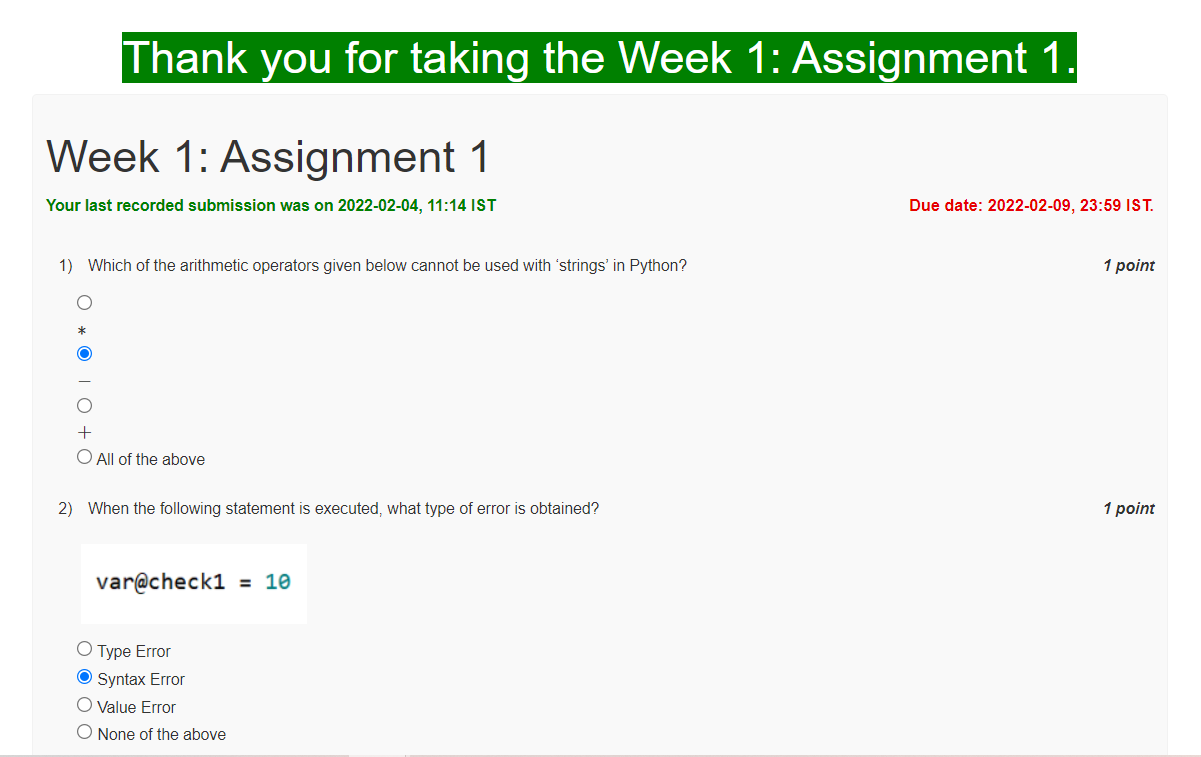 Thank you for taking the Week 1: Assignment 1.
Week 1: Assignment 1
Your last recorded submission was on 2022-02-04, 11:14 IST Due date: 2022-02-09, 23:59 IST.
1) Which of the arithmetic operators given below cannot be used with ‘strings’ in Python? 1 point
*
−
+
All of the above
2) When the following statement is executed, what type of error is obtained? 1 point
var@check1 = 10
Type Error
Syntax Error
Value Error
None of the above